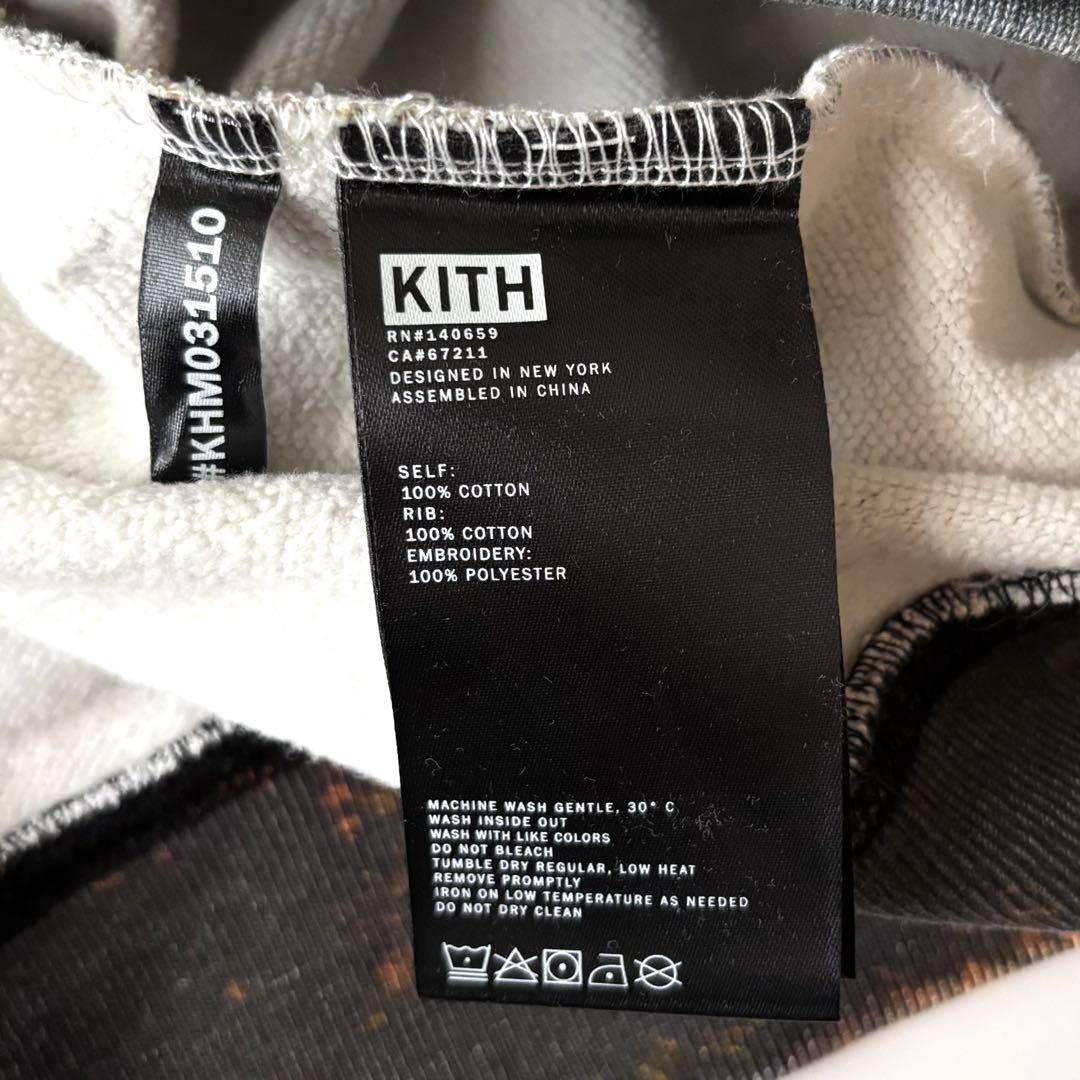 #KHM031510
KITH
RN#140659
CA#67211
DESIGNED IN NEW YORK
ASSEMBLED IN CHINA
SELF:
100% COTTON
RIB:
100% COTTON
EMBROIDERY:
100% POLYESTER
MACHINE WASH GENTLE, 30° C
WASH INSIDE OUT
WASH WITH LIKE COLORS
DO NOT BLEACH
TUMBLE DRY REGULAR, LOW HEAT
REMOVE PROMPTLY
IRON ON LOW TEMPERATURE AS NEEDED
DO NOT DRY CLEAN